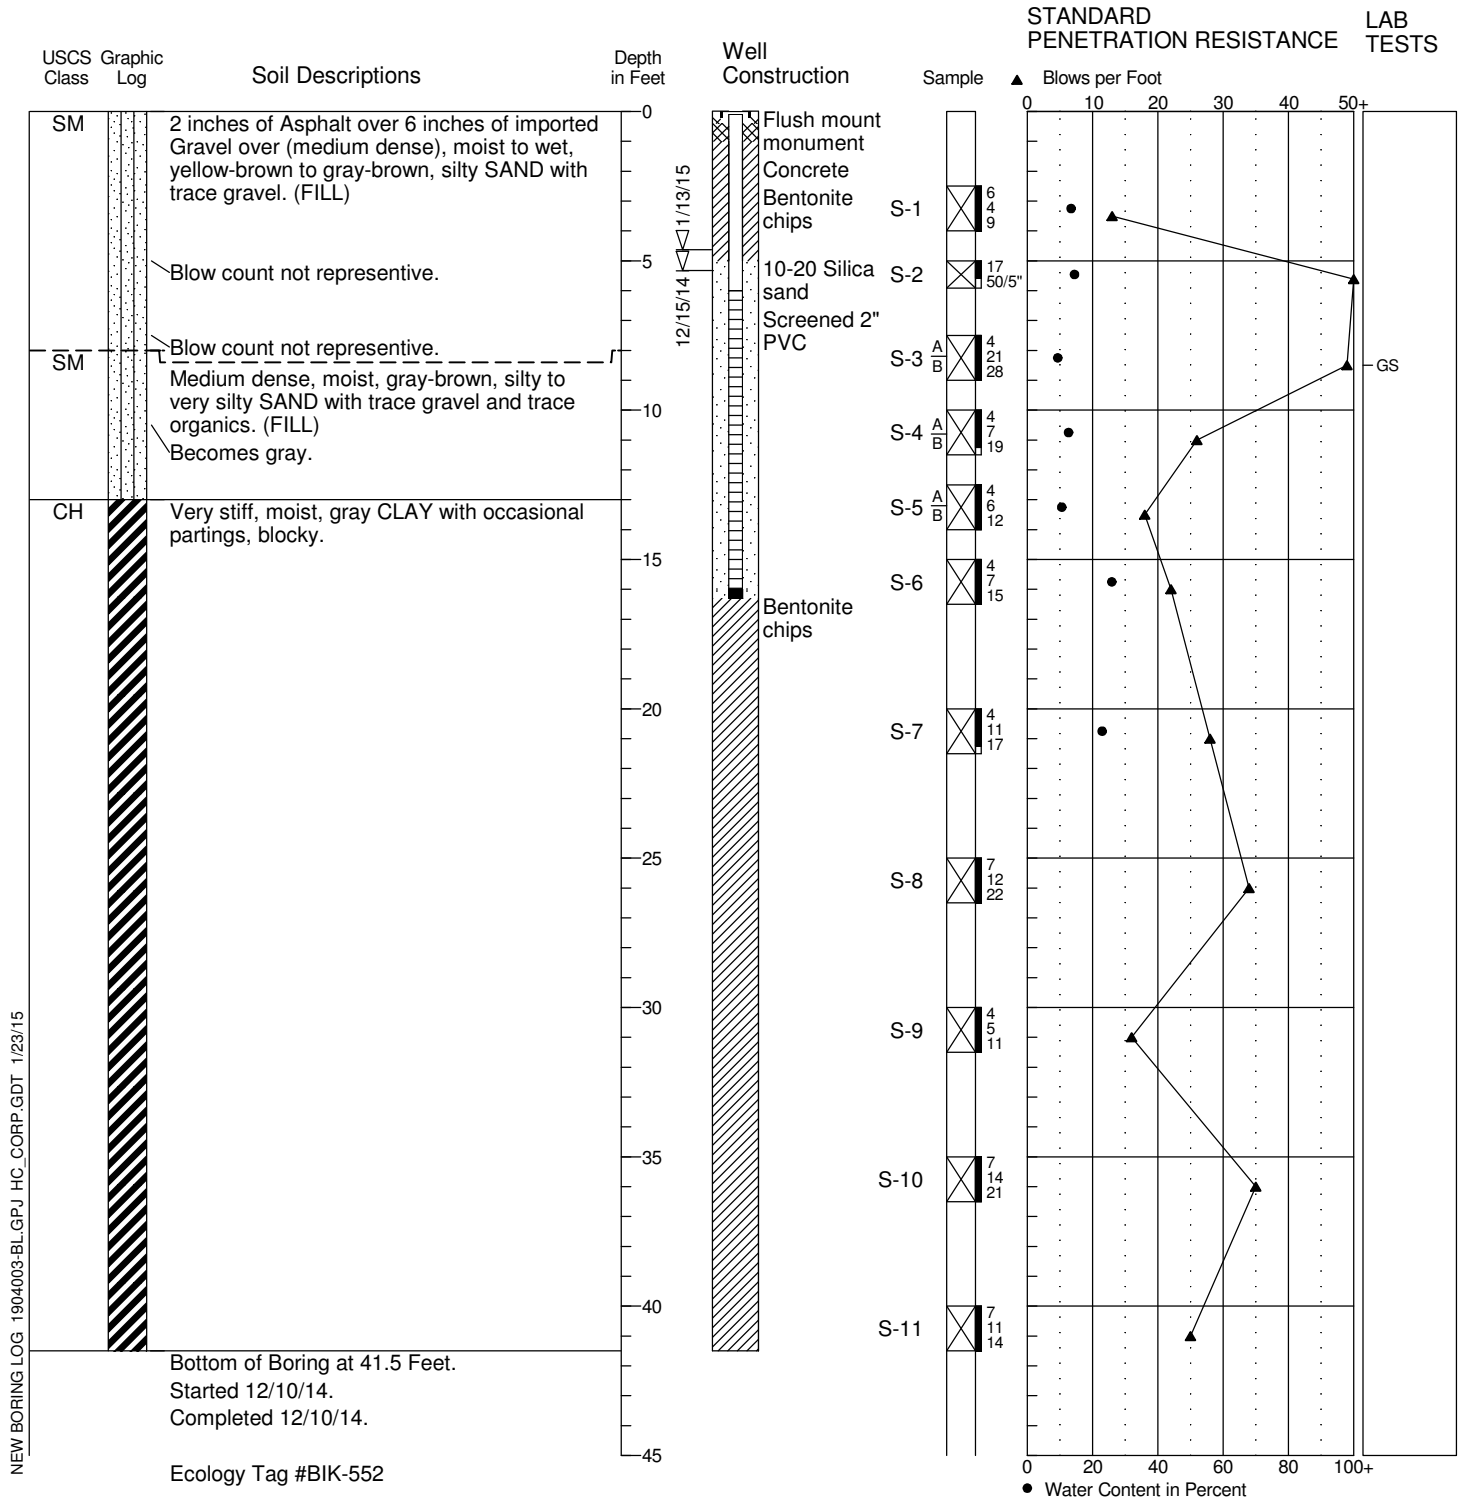 STANDARD
PENETRATION RESISTANCE
LAB
TESTS
USCS
Class
Graphic
Log
Soil Descriptions
Depth
in Feet
Well
Construction
Sample
▲ Blows per Foot
0 10 20 30 40 50+
SM
2 inches of Asphalt over 6 inches of imported
Gravel over (medium dense), moist to wet,
yellow-brown to gray-brown, silty SAND with
trace gravel. (FILL)
Blow count not representive.
Blow count not representive.
SM
Medium dense, moist, gray-brown, silty to
very silty SAND with trace gravel and trace
organics. (FILL)
Becomes gray.
CH
Very stiff, moist, gray CLAY with occasional
partings, blocky.
Bottom of Boring at 41.5 Feet.
Started 12/10/14.
Completed 12/10/14.
Ecology Tag #BIK-552
0
5
10
15
20
25
30
35
40
45
1/13/15
12/15/14
Flush mount
monument
Concrete
Bentonite
chips
10-20 Silica
sand
Screened 2"
PVC
Bentonite
chips
S-1
6
4
9
S-2
17
50/5"
S-3
A
B
4
21
28
GS
S-4
A
B
4
7
19
S-5
A
B
4
6
12
S-6
4
7
15
S-7
4
11
17
S-8
7
12
22
S-9
4
5
11
S-10
7
14
21
S-11
7
11
14
0 20 40 60 80 100+
● Water Content in Percent
NEW BORING LOG 1904003-BL.GPJ HC_CORP.GDT 1/23/15